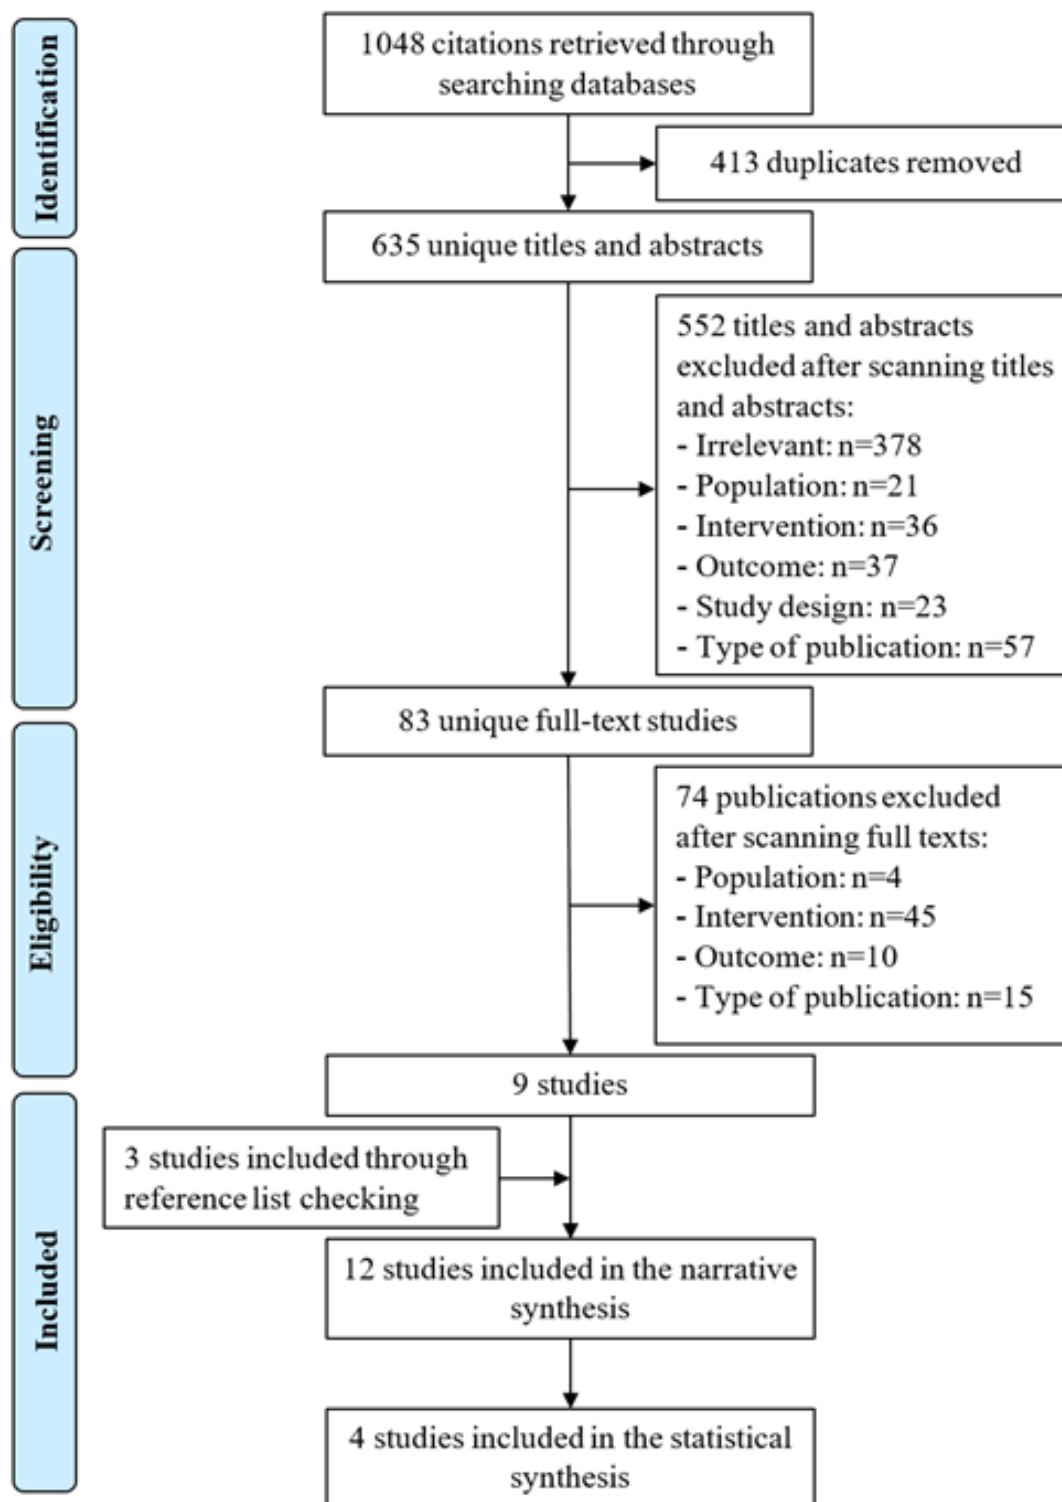 Identification
1048 citations retrieved through
searching databases
413 duplicates removed
635 unique titles and abstracts
Screening
552 titles and abstracts
excluded after scanning titles
and abstracts:
- Irrelevant: n=378
- Population: n=21
- Intervention: n=36
- Outcome: n=37
- Study design: n=23
- Type of publication: n=57
83 unique full-text studies
Eligibility
74 publications excluded
after scanning full texts:
- Population: n=4
- Intervention: n=45
- Outcome: n=10
- Type of publication: n=15
9 studies
Included
3 studies included through
reference list checking
12 studies included in the narrative
synthesis
4 studies included in the statistical
synthesis